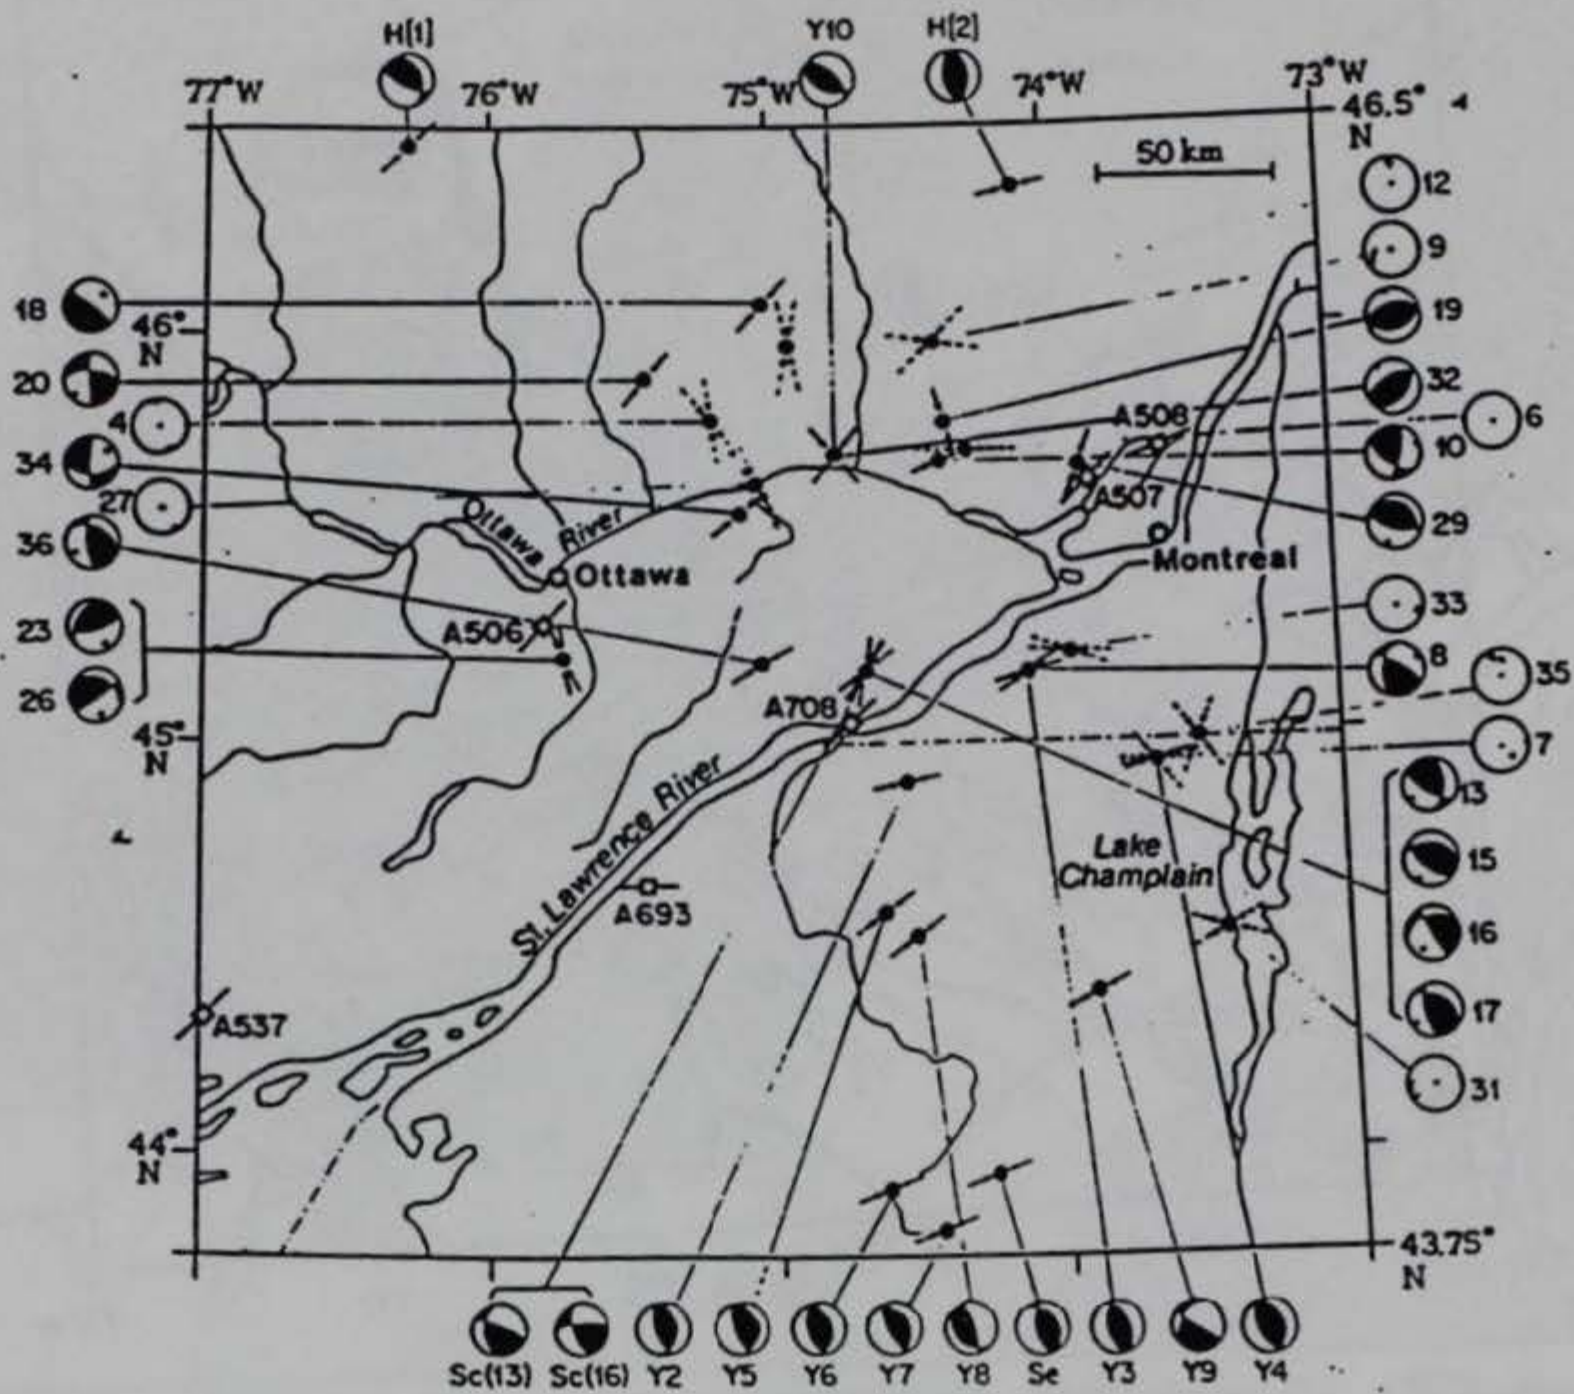 H[1]
Y10
H[2]
77°W
76°W
75°W
74°W
73°W
46.5°
N
50 km
12
9
18
46°
N
19
20
32
4
A508
6
34
10
27
A507
Ottawa
River
29
36
Ottawa
Montreal
33
23
A506
8
35
26
A708
45°
N
7
13
St. Lawrence River
Lake
Champlain
15
A693
16
A537
17
31
44°
N
43.75°
N
Sc(13)
Sc(16)
Y2
Y5
Y6
Y7
Y8
Se
Y3
Y9
Y4